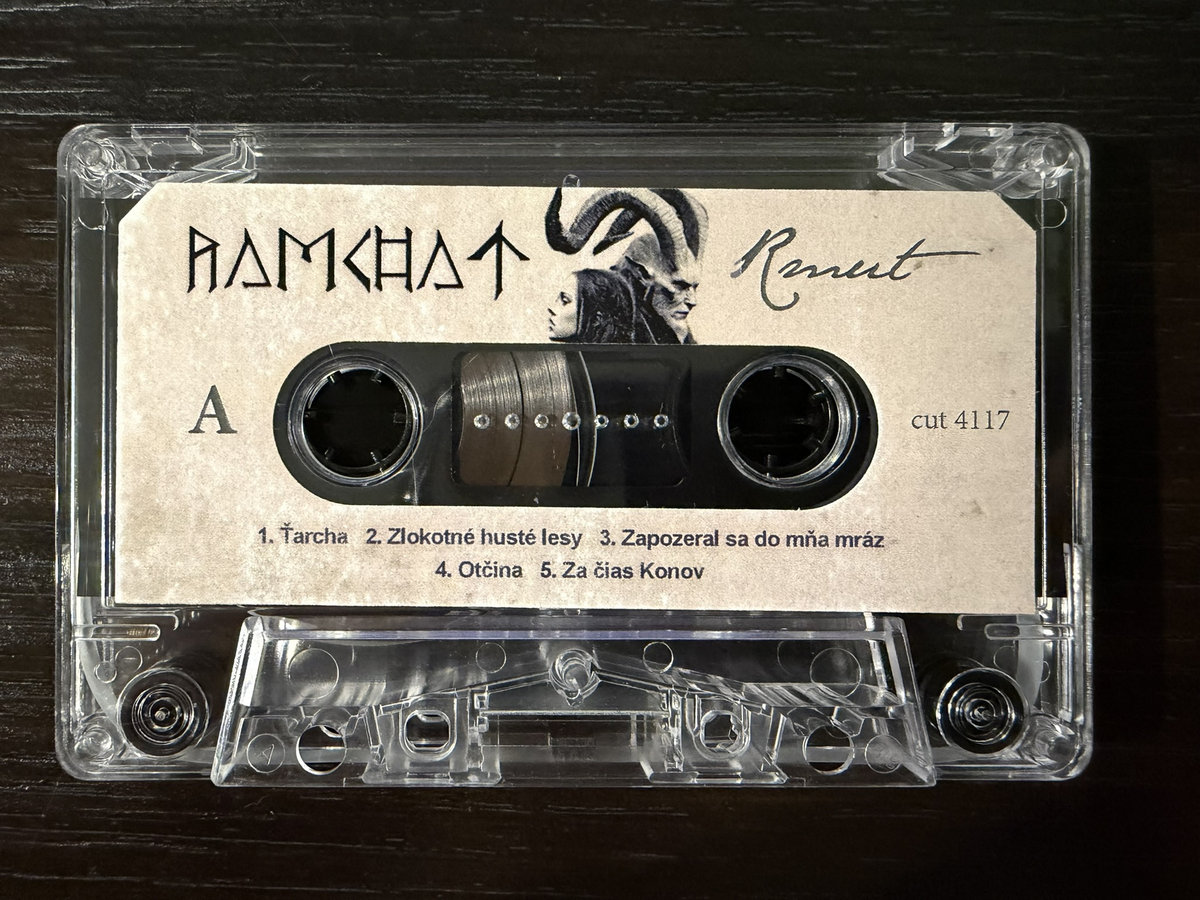 RAMCHAT
Rmut
A
cut 4117
1. Ťarcha 2. Zlokotné husté lesy 3. Zapozeral sa do mňa mráz
4. Otčina 5. Za čias Konov